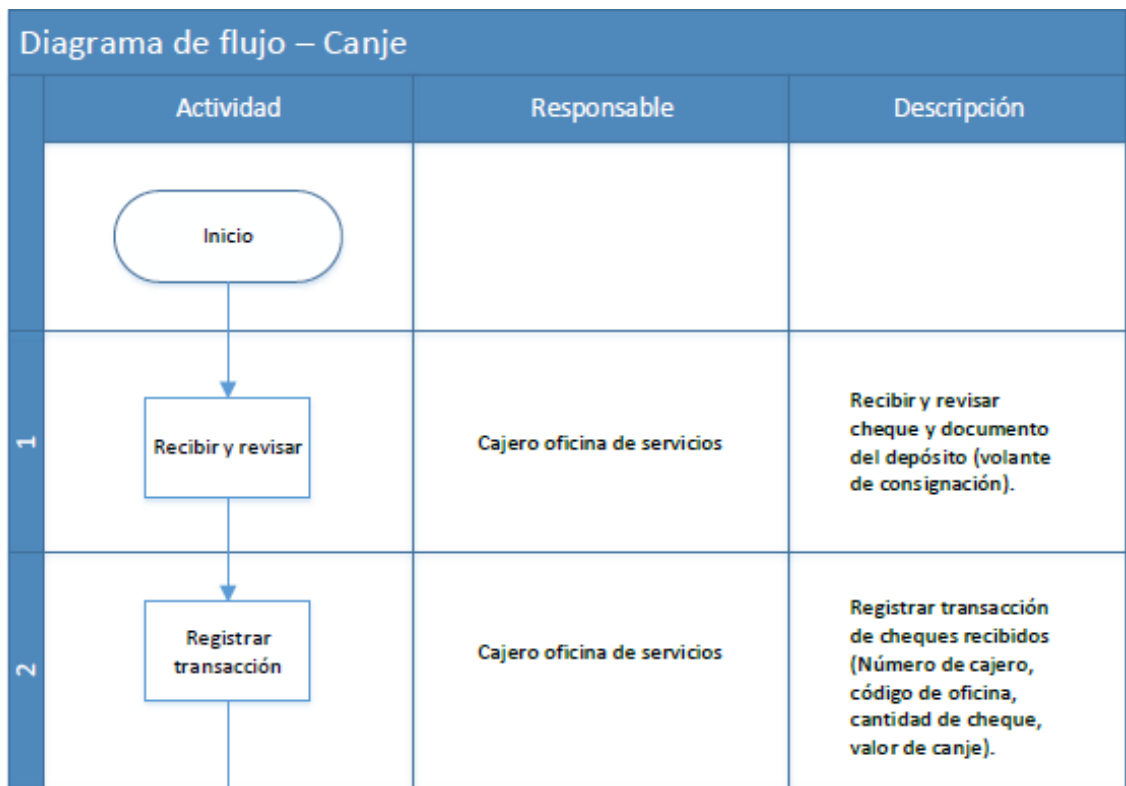 Diagrama de flujo – Canje
Actividad
Responsable
Descripción
Inicio
1
Recibir y revisar
Cajero oficina de servicios
Recibir y revisar
cheque y documento
del depósito (volante
de consignación).
2
Registrar
transacción
Cajero oficina de servicios
Registrar transacción
de cheques recibidos
(Número de cajero,
código de oficina,
cantidad de cheque,
valor de canje).